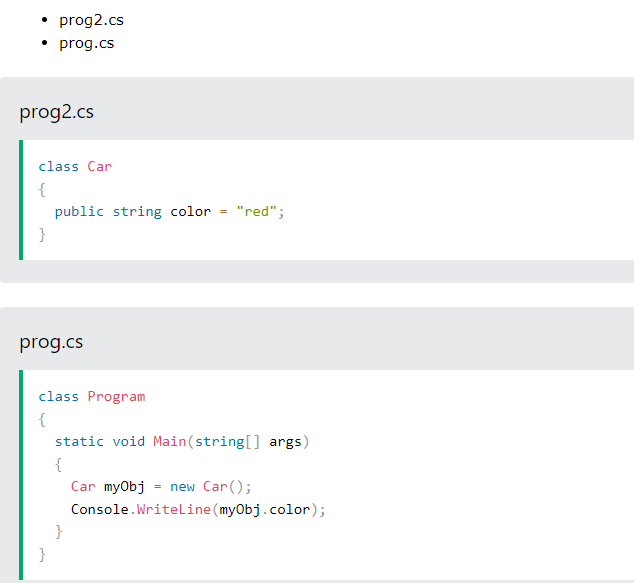 prog2.cs
prog.cs
prog2.cs
class Car
{
  public string color = "red";
}
prog.cs
class Program
{
  static void Main(string[] args)
  {
    Car myObj = new Car();
    Console.WriteLine(myObj.color);
  }
}